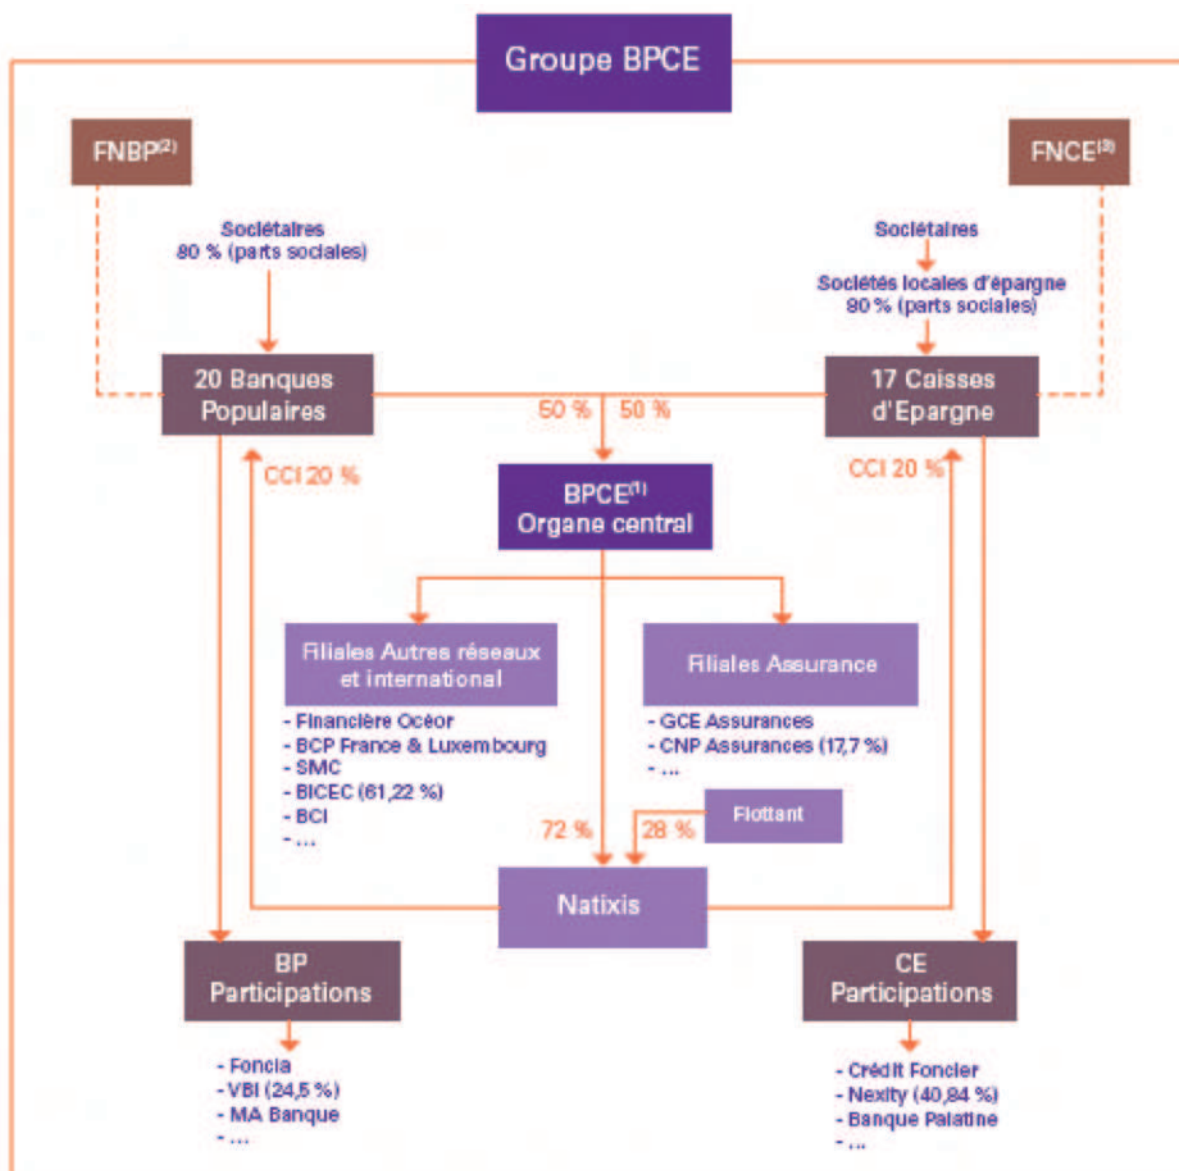 Groupe BPCE
FNBP(2)
FNCE(3)
Sociétaires
80 % (parts sociales)
Sociétaires
Sociétés locales d'épargne
80 % (parts sociales)
20 Banques
Populaires
17 Caisses
d'Epargne
50 %
50 %
CCI 20 %
CCI 20 %
BPCE(1)
Organe central
Filiales Autres réseaux
et international
Filiales Assurance
- Financière Océor
- BCP France & Luxembourg
- SMC
- BICEC (61,22 %)
- BCI
- ...
- GCE Assurances
- CNP Assurances (17,7 %)
- ...
Flottant
72 %
28 %
Natixis
BP
Participations
CE
Participations
- Foncia
- VBI (24,5 %)
- MA Banque
- ...
- Crédit Foncier
- Nexity (40,84 %)
- Banque Palatine
- ...